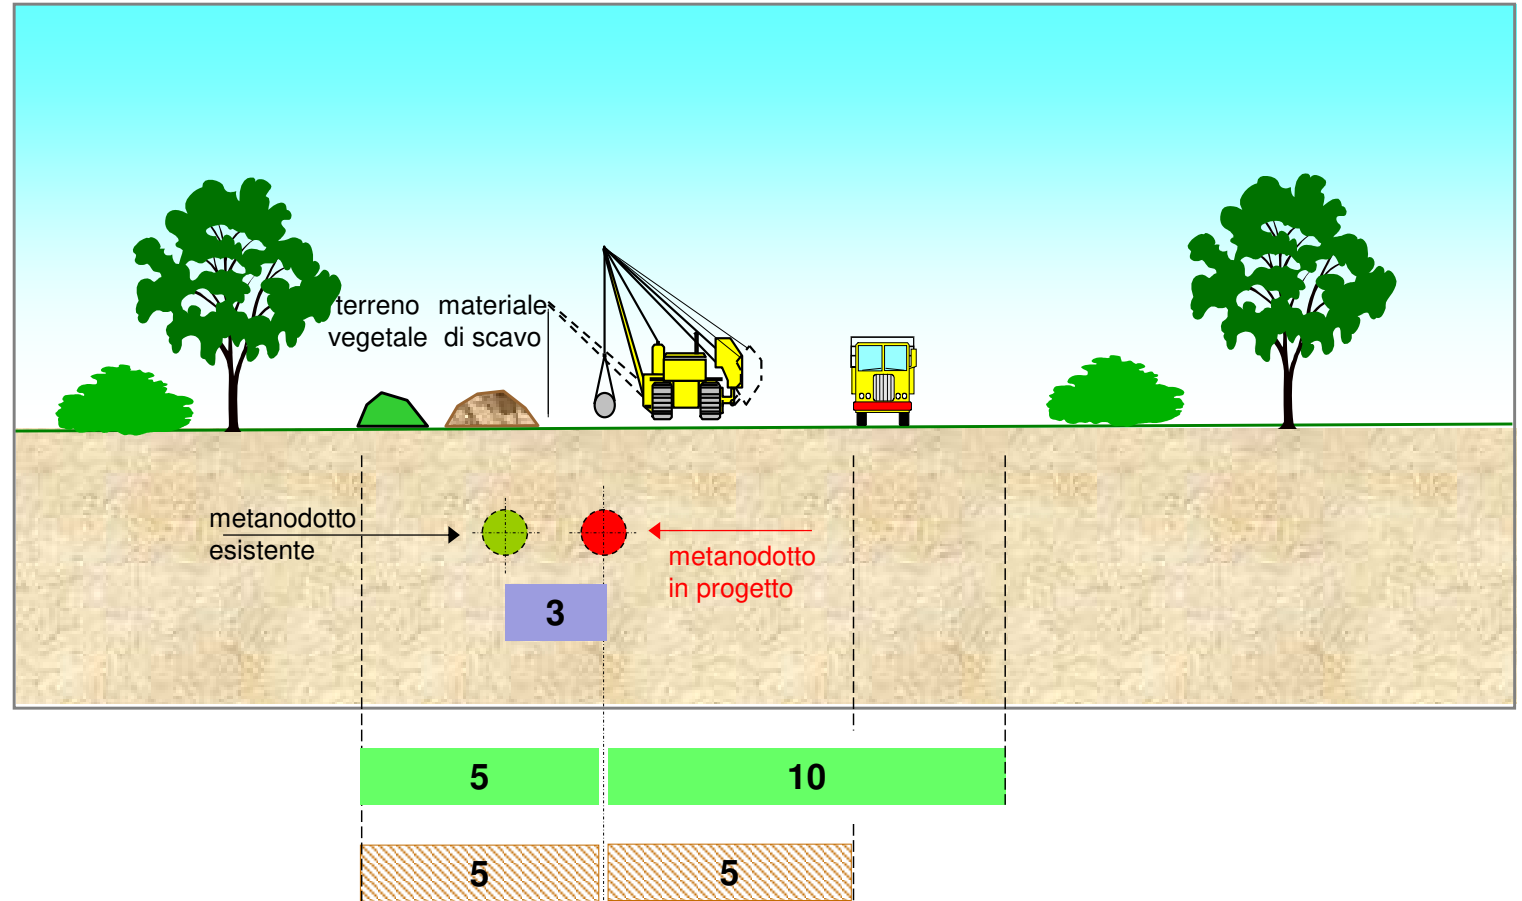 terreno materiale
vegetale di scavo
metanodotto
esistente
metanodotto
in progetto
3
5 10
5 5